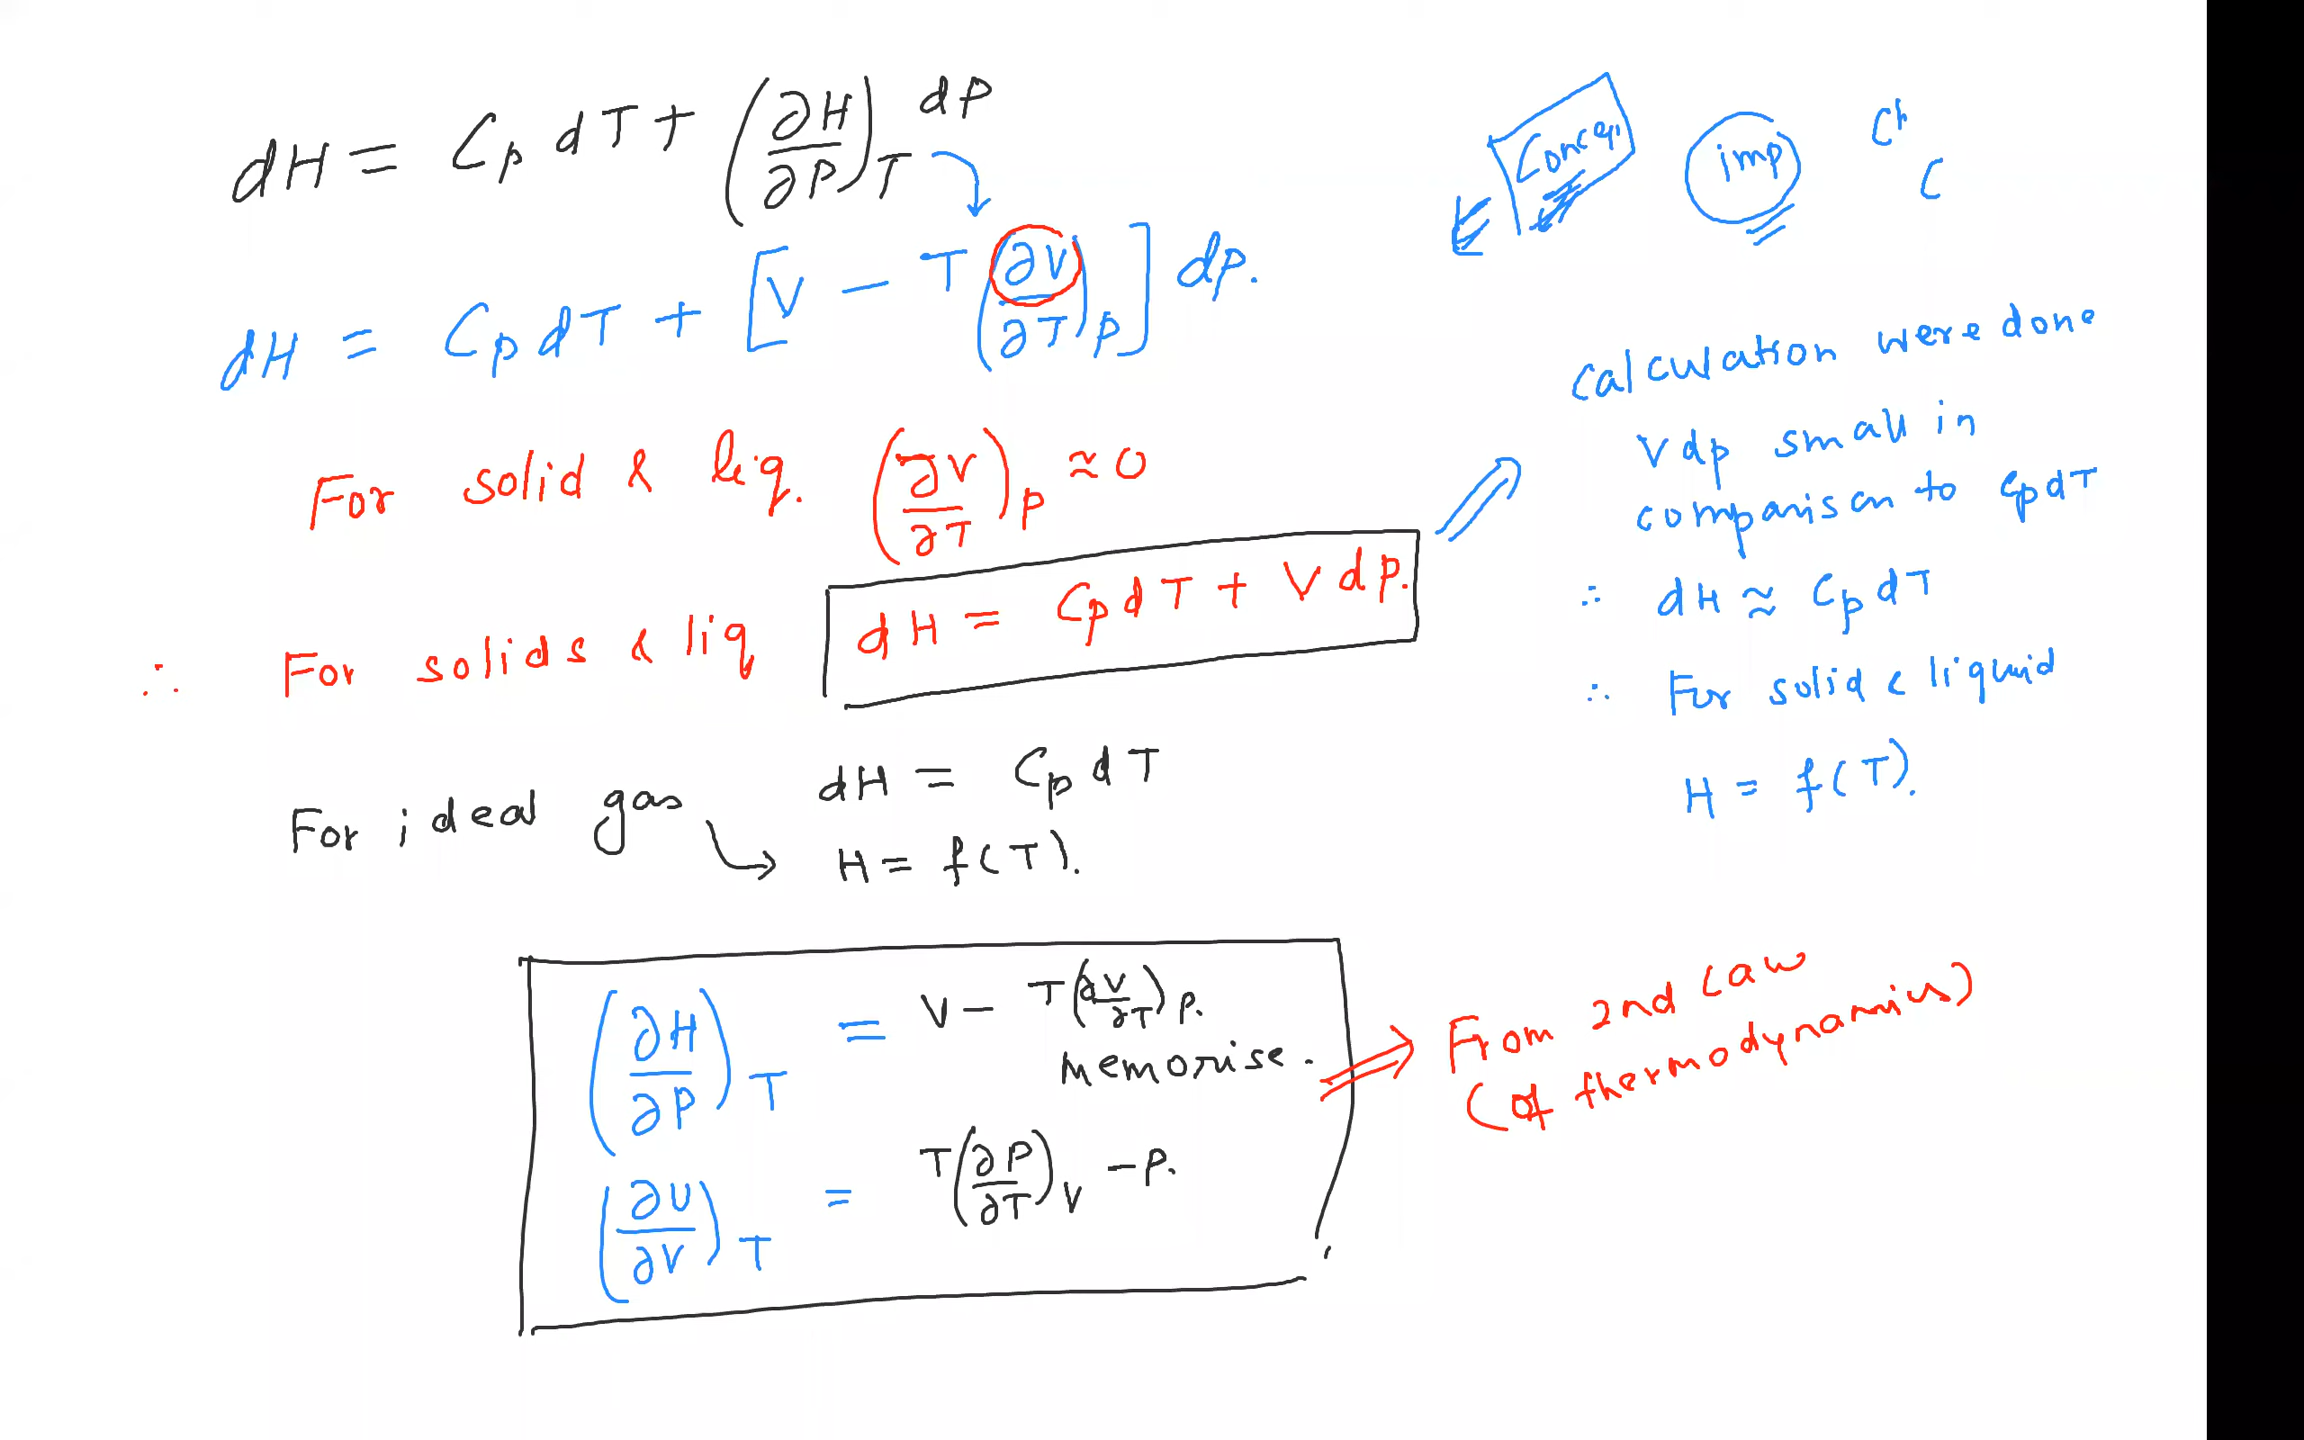 dH = Cp dT + (∂H/∂P)T dP
Concept imp Ch
C
dH = Cp dT + [V − T(∂V/∂T)P] dP.
For solid & liq. (∂V/∂T)P ≈ 0
∴ For solids & liq dH = Cp dT + V dP.
calculation were done
V dp small in
comparison to CpdT
∴ dH ≈ Cp dT
∴ For solid & liquid
H = f(T).
For ideal gas dH = Cp dT
H = f(T).
(∂H/∂P)T = V − T(∂V/∂T)P.
memorise.
(∂U/∂V)T = T(∂P/∂T)V − P.
From 2nd Law
(of thermodynamics)